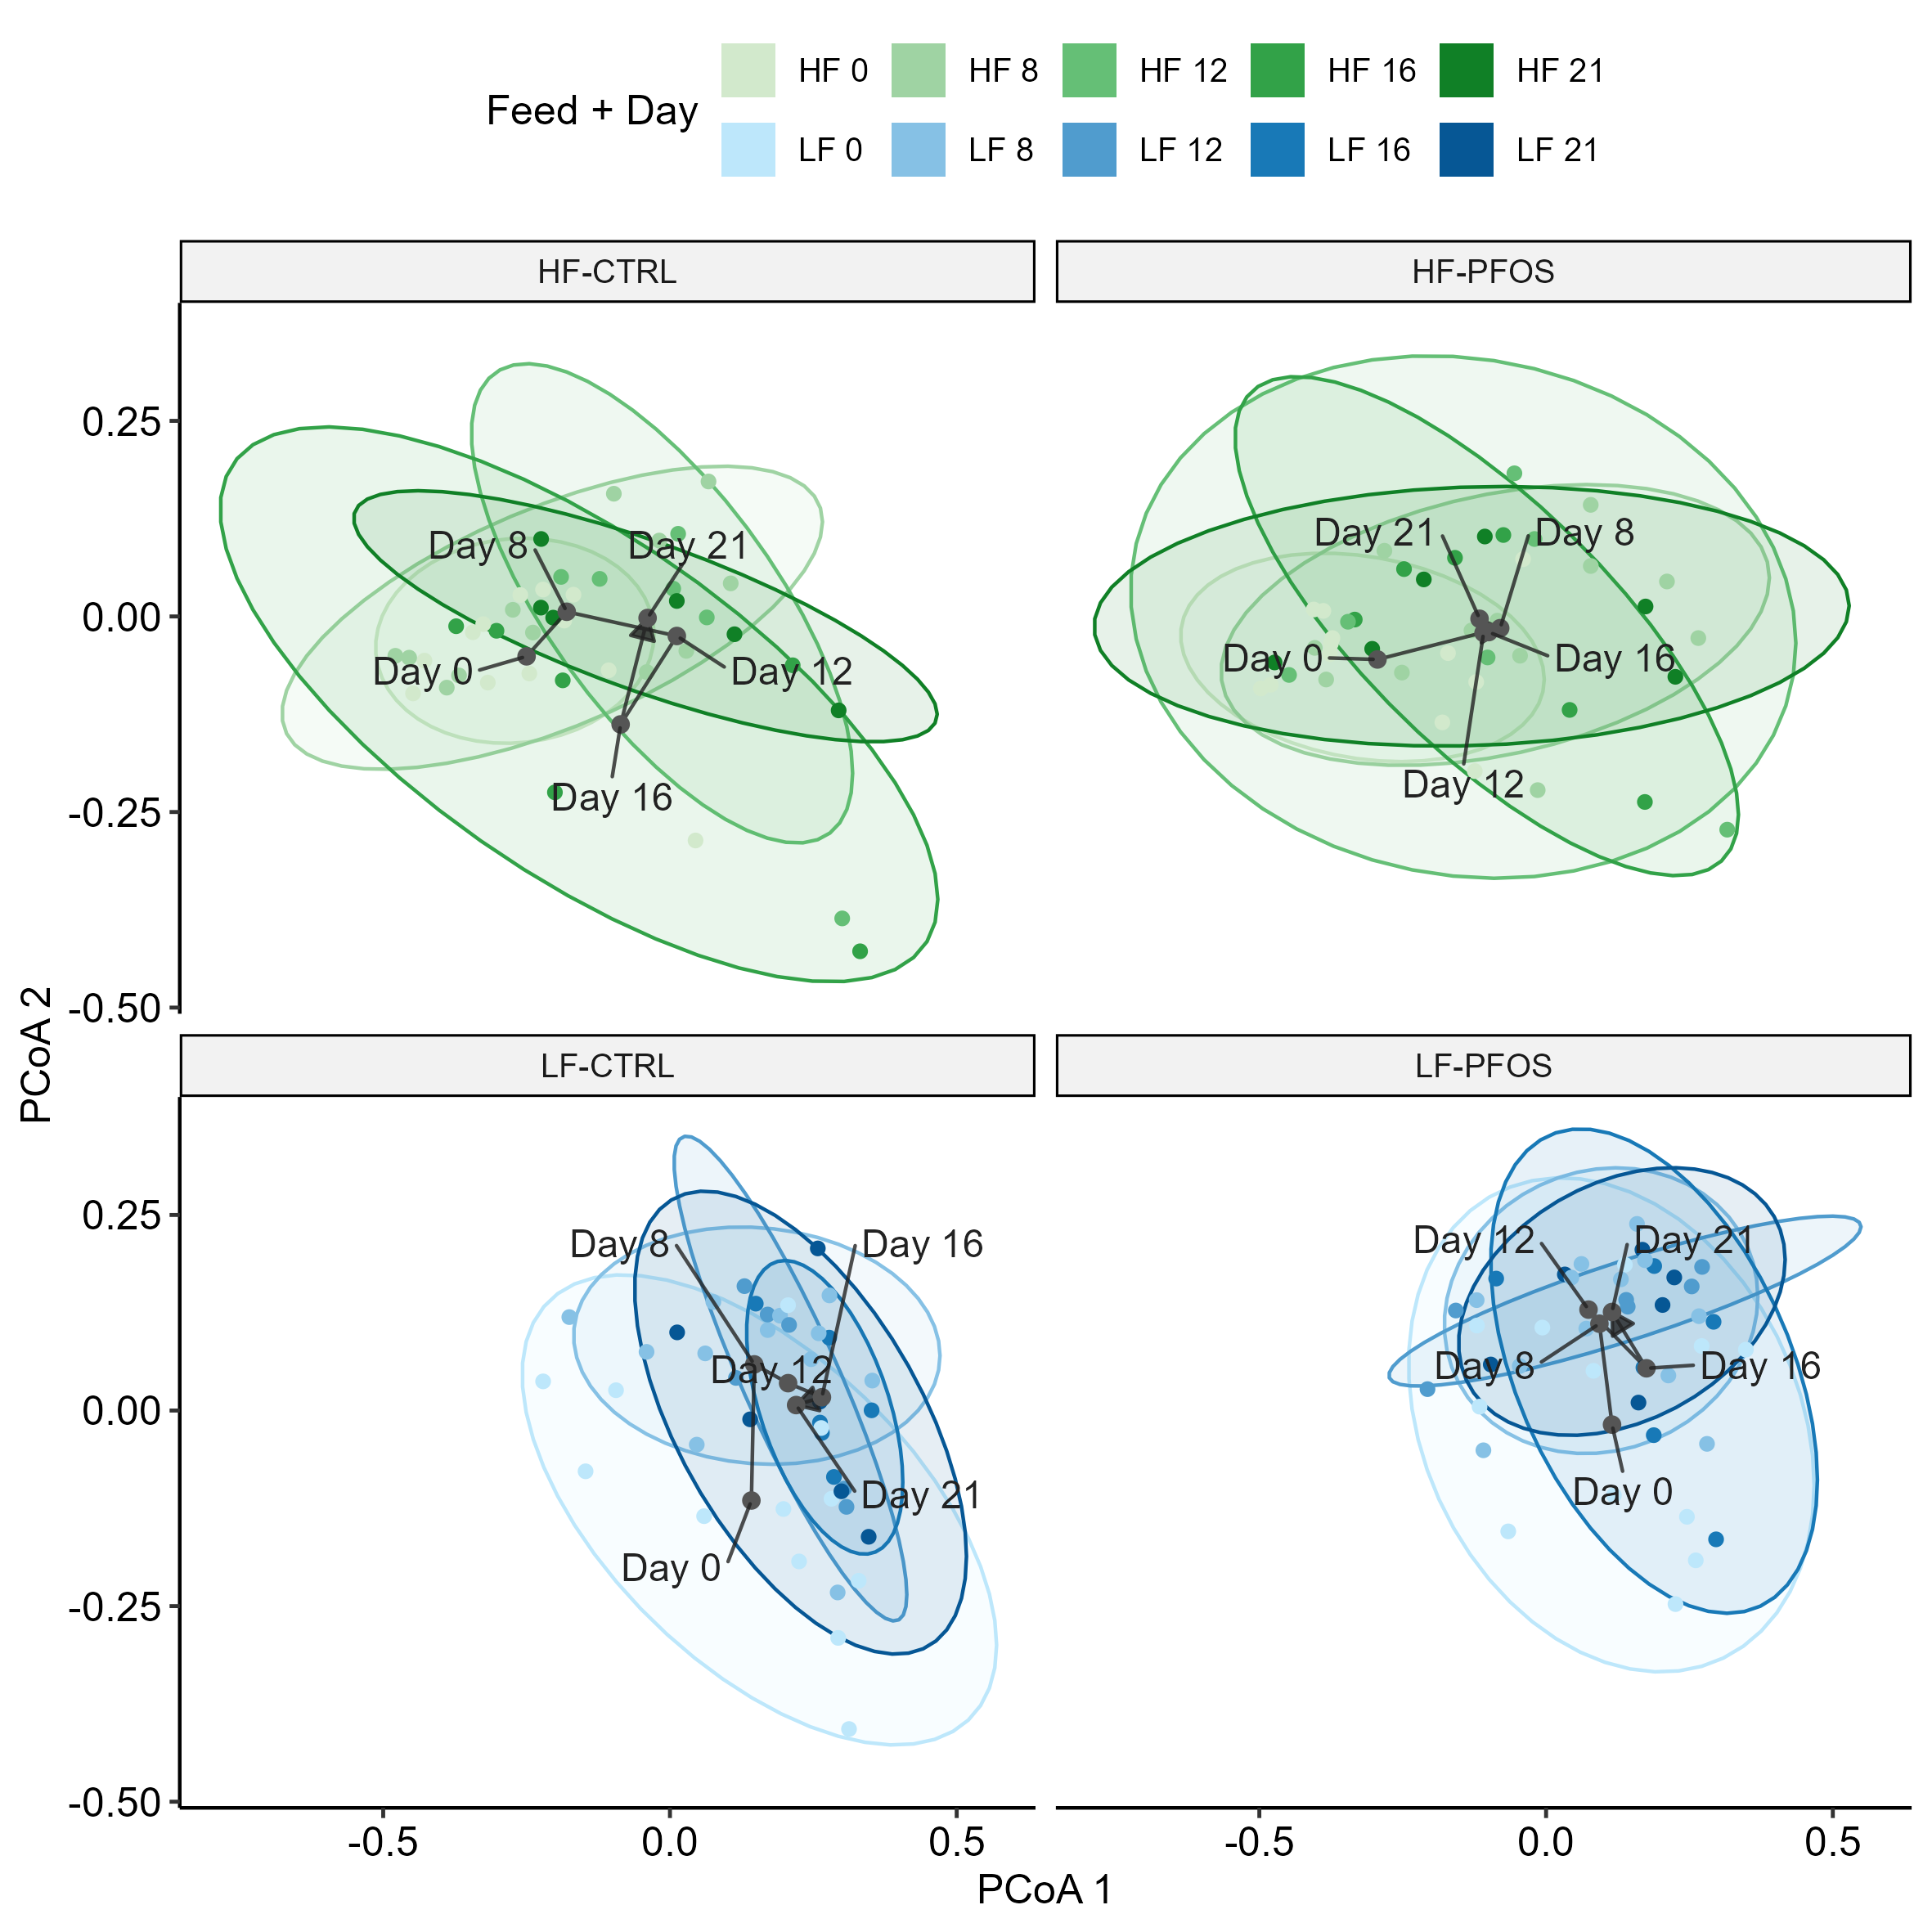 Feed + Day
HF 0 HF 8 HF 12 HF 16 HF 21
LF 0 LF 8 LF 12 LF 16 LF 21
HF-CTRL HF-PFOS
0.25
0.00
-0.25
-0.50
Day 8 Day 21
Day 0 Day 12
Day 16
Day 21 Day 8
Day 0 Day 16
Day 12
PCoA 2
LF-CTRL LF-PFOS
0.25
0.00
-0.25
-0.50
Day 8 Day 16
Day 12
Day 21
Day 0
Day 12 Day 21
Day 8 Day 16
Day 0
-0.5 0.0 0.5 -0.5 0.0 0.5
PCoA 1